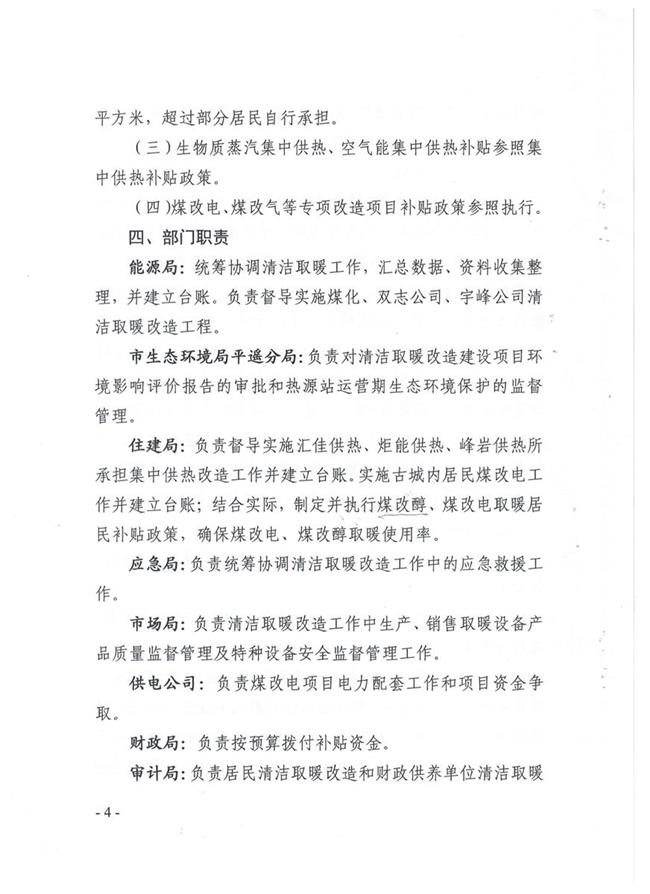 平方米，超过部分居民自行承担。
（三）生物质蒸汽集中供热、空气能集中供热补贴参照集
中供热补贴政策。
（四）煤改电、煤改气等专项改造项目补贴政策参照执行。
四、部门职责
能源局：统筹协调清洁取暖工作，汇总数据、资料收集整
理，并建立台账。负责督导实施煤化、双志公司、宇峰公司清
洁取暖改造工程。
市生态环境局平遥分局：负责对清洁取暖改造建设项目环
境影响评价报告的审批和热源站运营期生态环境保护的监督
管理。
住建局：负责督导实施汇佳供热、炬能供热、峰岩供热所
承担集中供热改造工作并建立台账。实施古城内居民煤改电工
作并建立台账；结合实际，制定并执行煤改醇、煤改电取暖居
民补贴政策，确保煤改电、煤改醇取暖使用率。
应急局：负责统筹协调清洁取暖改造工作中的应急救援工
作。
市场局：负责清洁取暖改造工作中生产、销售取暖设备产
品质量监督管理及特种设备安全监督管理工作。
供电公司：负责煤改电项目电力配套工作和项目资金争
取。
财政局：负责按预算拨付补贴资金。
审计局：负责居民清洁取暖改造和财政供养单位清洁取暖
- 4 -